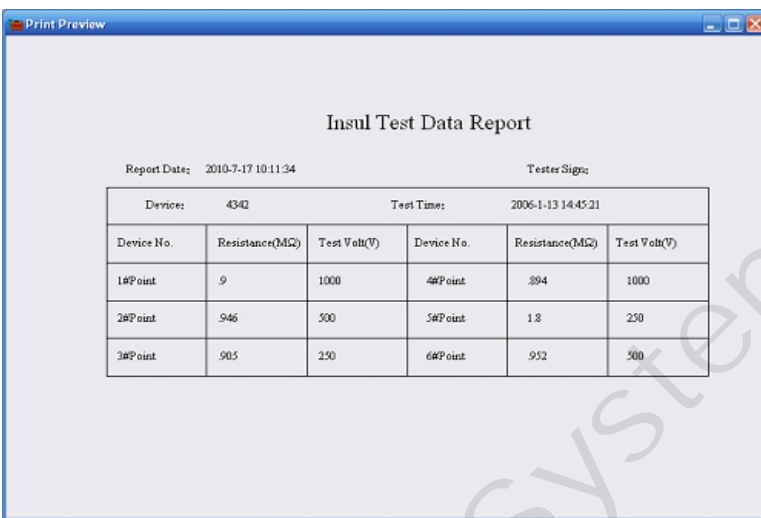 Print Preview
Insul Test Data Report
Report Date: 2010-7-17 10:11:34 Tester Sign:
Device: 4342 Test Time: 2006-1-13 14:45:21
Device No. Resistance(MΩ) Test Volt(V) Device No. Resistance(MΩ) Test Volt(V)
1#Point .9 1000 4#Point .894 1000
2#Point .946 500 5#Point 1.8 250
3#Point .905 250 6#Point .952 500